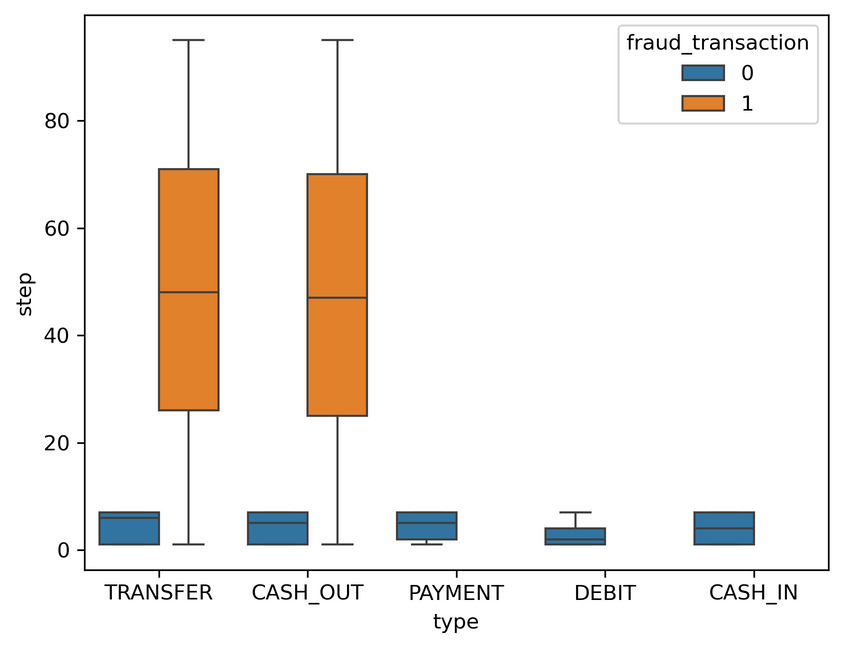 fraud_transaction
0
1
80
60
40
20
0
step
TRANSFER CASH_OUT PAYMENT DEBIT CASH_IN
type